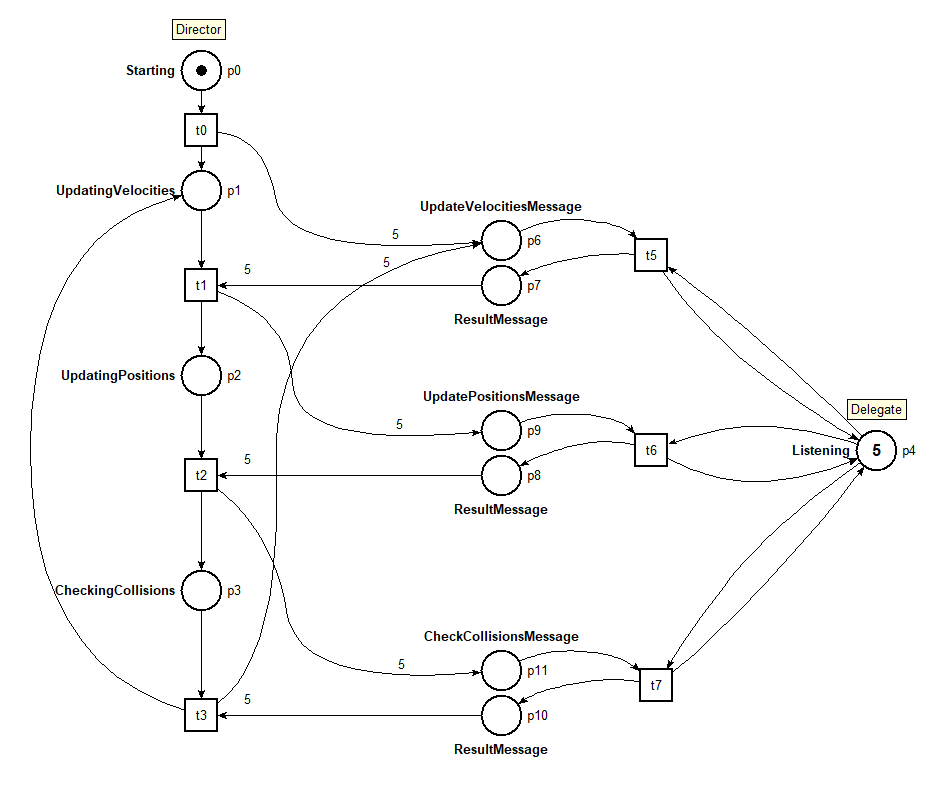 Director
Starting
p0
t0
UpdatingVelocities
p1
UpdateVelocitiesMessage
5
p6
5
t5
5
t1
p7
ResultMessage
UpdatingPositions
p2
UpdatePositionsMessage
Delegate
5
p9
t6
Listening
5
p4
5
t2
p8
ResultMessage
CheckingCollisions
p3
CheckCollisionsMessage
5
p11
t7
5
t3
p10
ResultMessage